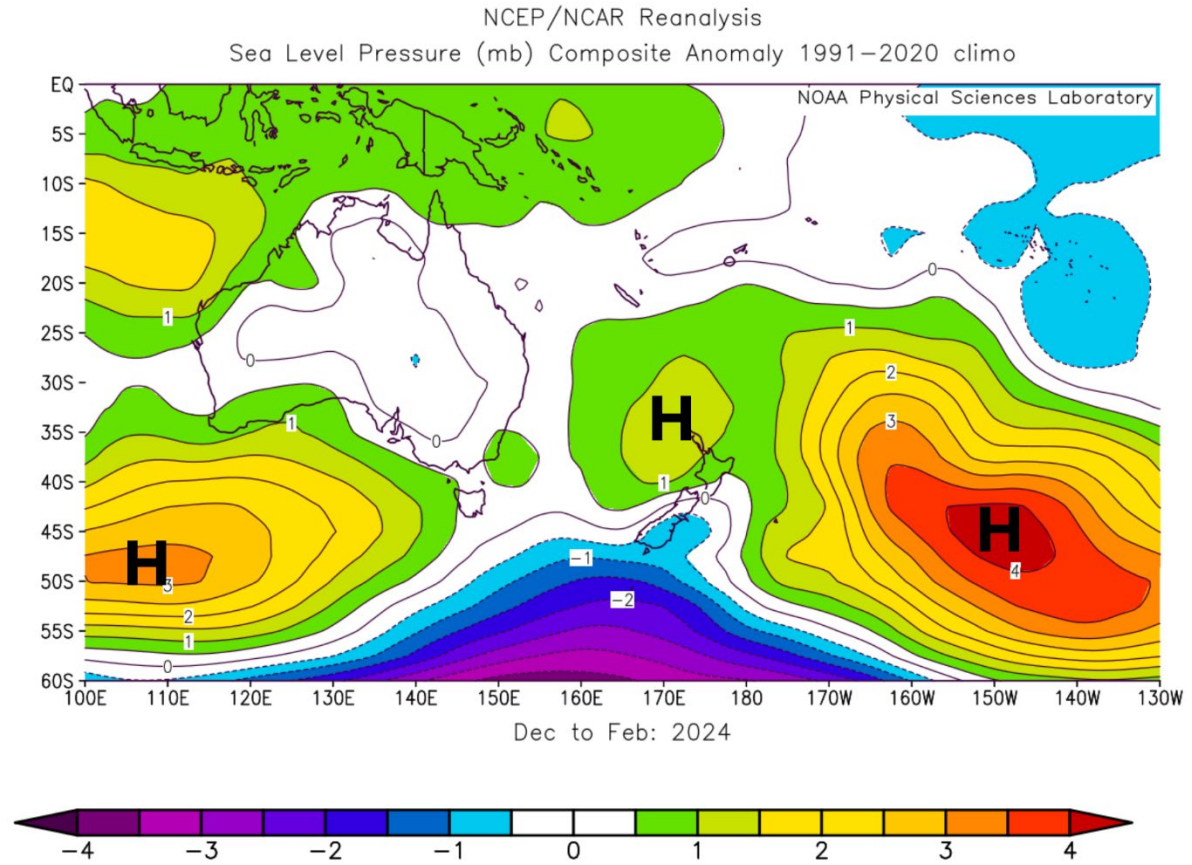 NCEP/NCAR Reanalysis
Sea Level Pressure (mb) Composite Anomaly 1991-2020 climo
EQ
NOAA Physical Sciences Laboratory
5S
10S
15S
20S
0
1
1
25S
0
2
30S
H
3
1
35S
0
40S
1
0
45S
H
H
-1
4
50S
3
-2
2
55S
1
0
60S
100E 110E 120E 130E 140E 150E 160E 170E 180 170W 160W 150W 140W 130W
Dec to Feb: 2024
-4 -3 -2 -1 0 1 2 3 4